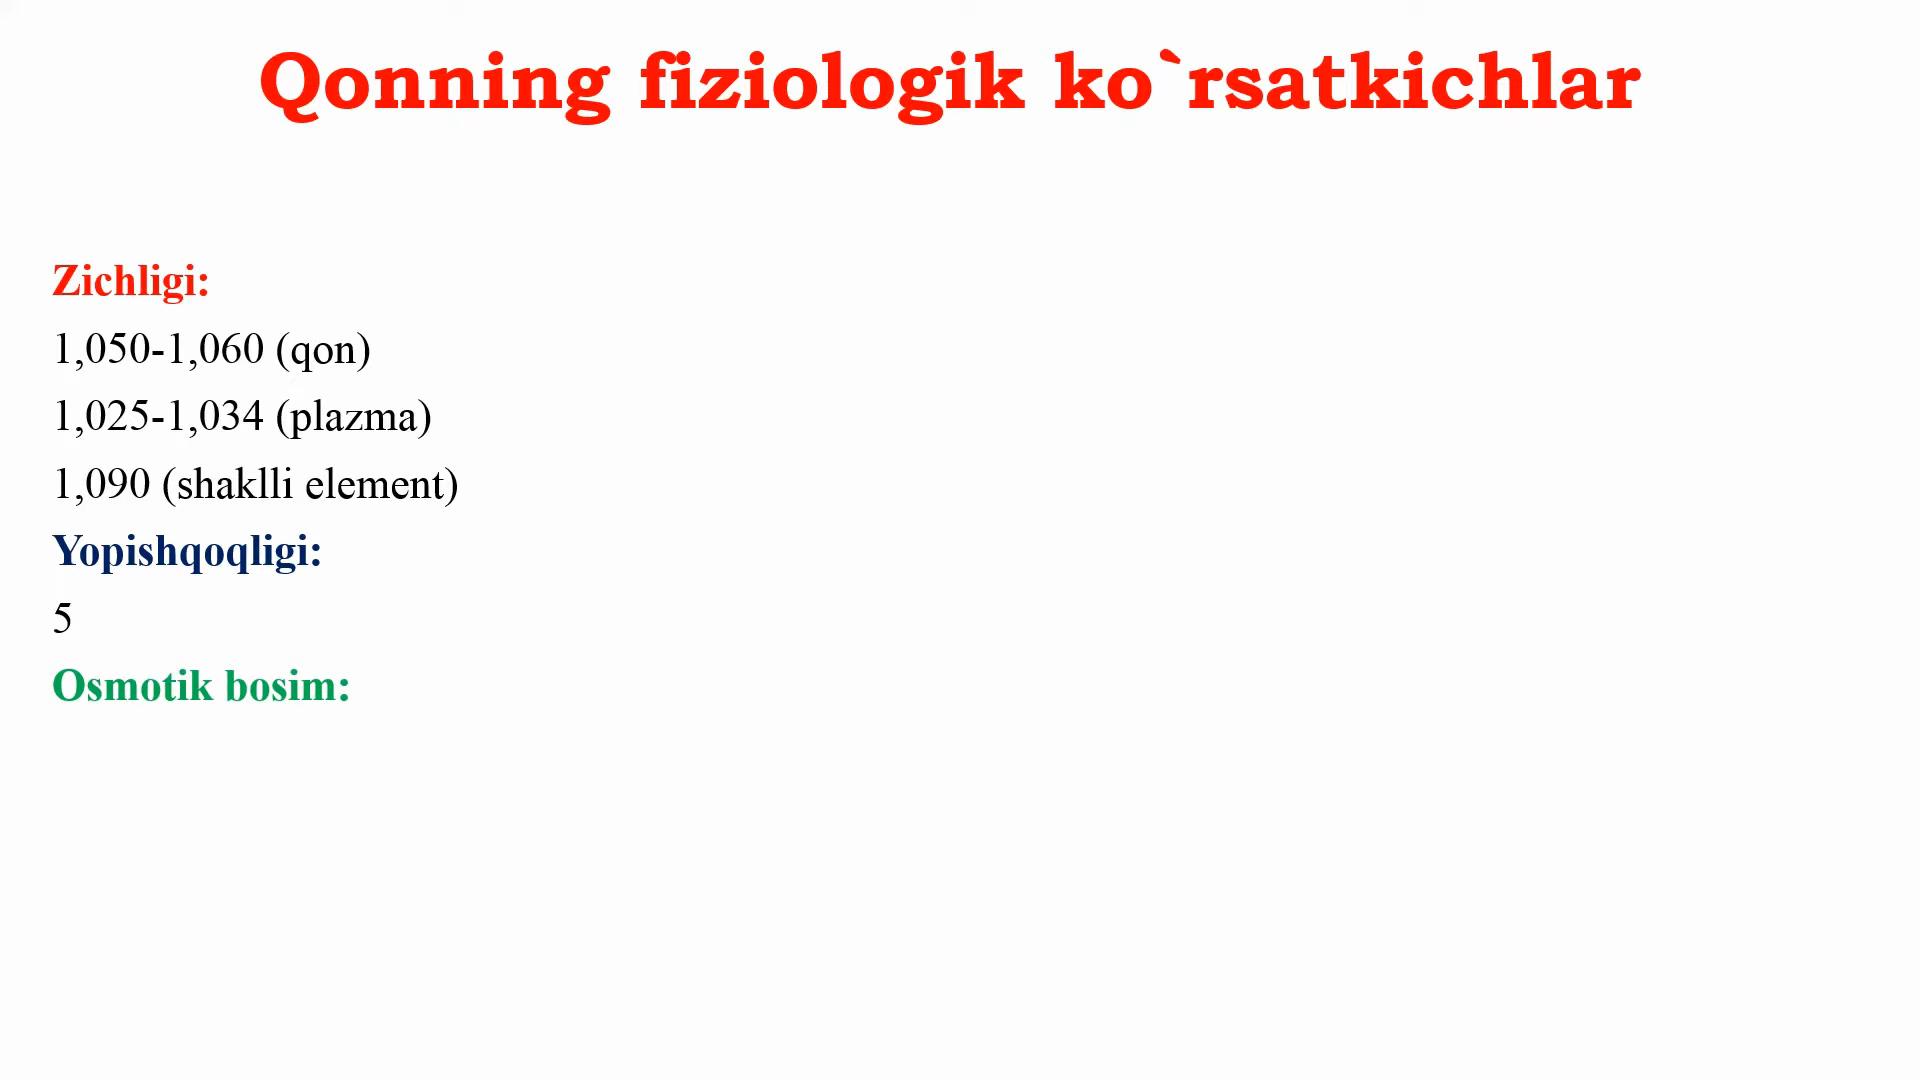 Qonning fiziologik ko`rsatkichlar
Zichligi:
1,050-1,060 (qon)
1,025-1,034 (plazma)
1,090 (shaklli element)
Yopishqoqligi:
5
Osmotik bosim: